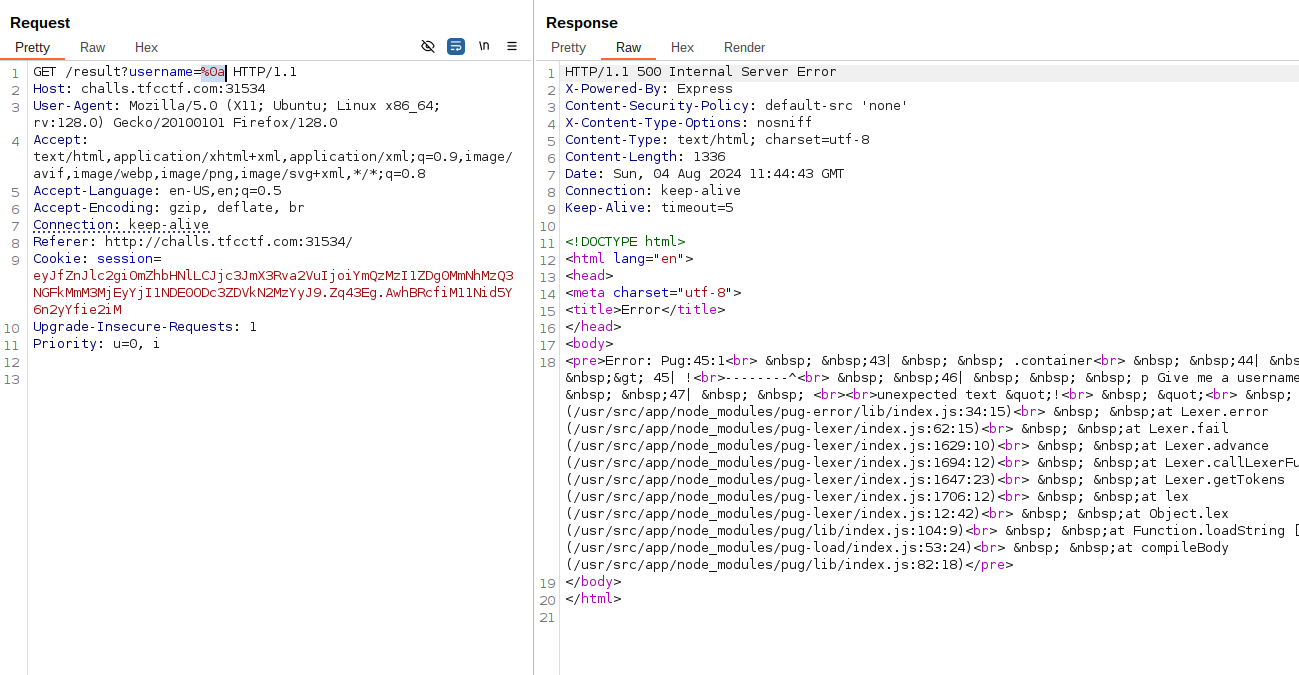 Request
Pretty Raw Hex
\n
1 GET /result?username=%0a HTTP/1.1
2 Host: challs.tfcctf.com:31534
3 User-Agent: Mozilla/5.0 (X11; Ubuntu; Linux x86_64;
rv:128.0) Gecko/20100101 Firefox/128.0
4 Accept:
text/html,application/xhtml+xml,application/xml;q=0.9,image/
avif,image/webp,image/png,image/svg+xml,*/*;q=0.8
5 Accept-Language: en-US,en;q=0.5
6 Accept-Encoding: gzip, deflate, br
7 Connection: keep-alive
8 Referer: http://challs.tfcctf.com:31534/
9 Cookie: session=
eyJfZnJlc2giOmZhbHNlLCJjc3JmX3Rva2VuIjoiYmQzMzI1ZDg0MmNhMzQ3
NGFkMmM3MjEyYjI1NDE0ODc3ZDVkN2MzYyJ9.Zq43Eg.AwhBRcfiM11Nid5Y
6n2yYfie2iM
10 Upgrade-Insecure-Requests: 1
11 Priority: u=0, i
12
13
Response
Pretty Raw Hex Render
1 HTTP/1.1 500 Internal Server Error
2 X-Powered-By: Express
3 Content-Security-Policy: default-src 'none'
4 X-Content-Type-Options: nosniff
5 Content-Type: text/html; charset=utf-8
6 Content-Length: 1336
7 Date: Sun, 04 Aug 2024 11:44:43 GMT
8 Connection: keep-alive
9 Keep-Alive: timeout=5
10
11 <!DOCTYPE html>
12 <html lang="en">
13 <head>
14 <meta charset="utf-8">
15 <title>Error</title>
16 </head>
17 <body>
18 <pre>Error: Pug:45:1<br> &nbsp; &nbsp;43| &nbsp; &nbsp; .container<br> &nbsp; &nbsp;44| &nbs
&nbsp;&gt; 45| !<br>--------^<br> &nbsp; &nbsp;46| &nbsp; &nbsp; &nbsp; p Give me a username
&nbsp; &nbsp;47| &nbsp; &nbsp; <br><br>unexpected text &quot;!<br> &nbsp; &quot;<br> &nbsp;
(/usr/src/app/node_modules/pug-error/lib/index.js:34:15)<br> &nbsp; &nbsp;at Lexer.error
(/usr/src/app/node_modules/pug-lexer/index.js:62:15)<br> &nbsp; &nbsp;at Lexer.fail
(/usr/src/app/node_modules/pug-lexer/index.js:1629:10)<br> &nbsp; &nbsp;at Lexer.advance
(/usr/src/app/node_modules/pug-lexer/index.js:1694:12)<br> &nbsp; &nbsp;at Lexer.callLexerFu
(/usr/src/app/node_modules/pug-lexer/index.js:1647:23)<br> &nbsp; &nbsp;at Lexer.getTokens
(/usr/src/app/node_modules/pug-lexer/index.js:1706:12)<br> &nbsp; &nbsp;at lex
(/usr/src/app/node_modules/pug-lexer/index.js:12:42)<br> &nbsp; &nbsp;at Object.lex
(/usr/src/app/node_modules/pug/lib/index.js:104:9)<br> &nbsp; &nbsp;at Function.loadString [
(/usr/src/app/node_modules/pug-load/index.js:53:24)<br> &nbsp; &nbsp;at compileBody
(/usr/src/app/node_modules/pug/lib/index.js:82:18)</pre>
19 </body>
20 </html>
21